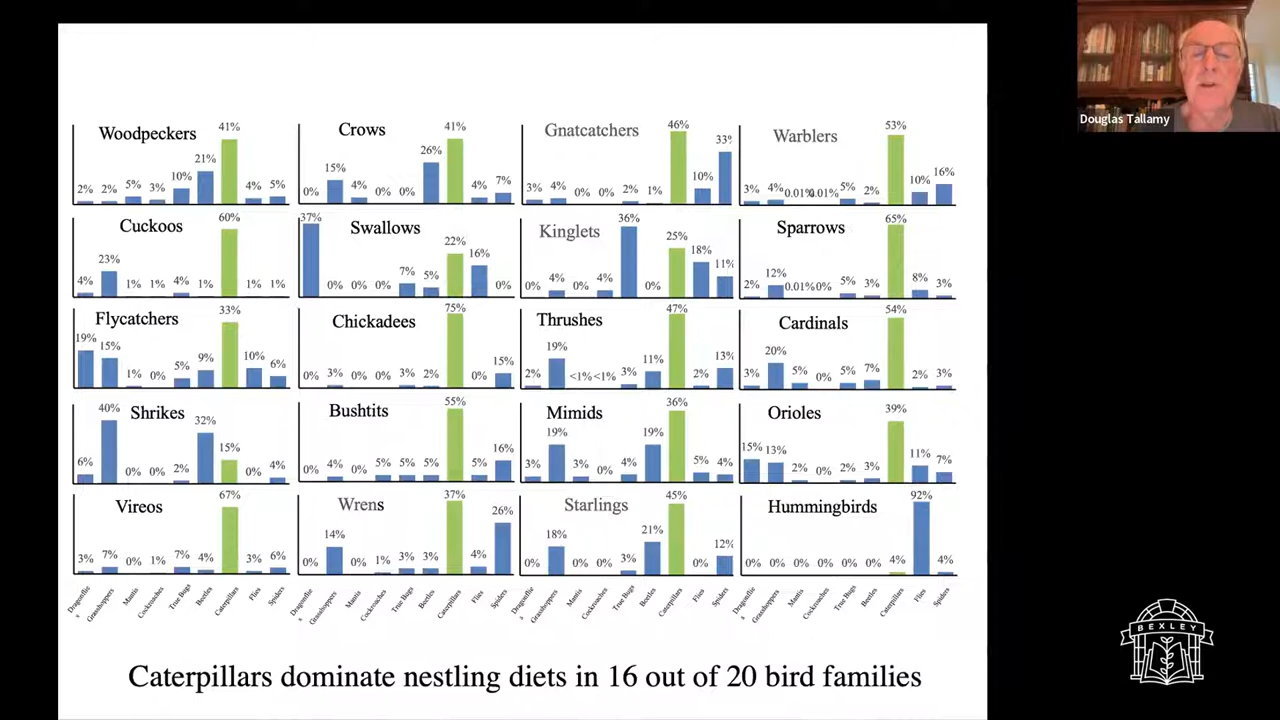 Douglas Tallamy
Woodpeckers
2% 2% 5% 3% 10% 21% 41% 4% 5%
Crows
0% 15% 4% 0% 0% 26% 41% 4% 7%
Gnatcatchers
3% 4% 0% 0% 2% 1% 46% 10% 33%
Warblers
3% 4% 0.01% 0.01% 5% 2% 53% 10% 16%
Cuckoos
4% 23% 1% 1% 4% 1% 60% 1% 1%
Swallows
37% 0% 0% 0% 7% 5% 22% 16% 0%
Kinglets
0% 4% 0% 4% 36% 0% 25% 18% 11%
Sparrows
2% 12% 0.01% 0% 5% 3% 65% 8% 3%
Flycatchers
19% 15% 1% 0% 5% 9% 33% 10% 6%
Chickadees
0% 3% 0% 0% 3% 2% 75% 0% 15%
Thrushes
2% 19% <1% <1% 3% 11% 47% 2% 13%
Cardinals
3% 20% 5% 0% 5% 7% 54% 2% 3%
Shrikes
6% 40% 0% 0% 2% 32% 15% 0% 4%
Bushtits
0% 4% 0% 5% 5% 5% 55% 5% 16%
Mimids
3% 19% 3% 0% 4% 19% 36% 5% 4%
Orioles
15% 13% 2% 0% 2% 3% 39% 11% 7%
Vireos
3% 7% 0% 1% 7% 4% 67% 3% 6%
Wrens
0% 14% 0% 1% 3% 3% 37% 4% 26%
Starlings
0% 18% 0% 0% 3% 21% 45% 0% 12%
Hummingbirds
0% 0% 0% 0% 0% 0% 4% 92% 4%
Dragonflies Grasshoppers Mantis Cockroaches True Bugs Beetles Caterpillars Flies Spiders
Dragonflies Grasshoppers Mantis Cockroaches True Bugs Beetles Caterpillars Flies Spiders
Dragonflies Grasshoppers Mantis Cockroaches True Bugs Beetles Caterpillars Flies Spiders
Dragonflies Grasshoppers Mantis Cockroaches True Bugs Beetles Caterpillars Flies Spiders
Caterpillars dominate nestling diets in 16 out of 20 bird families
BEXLEY